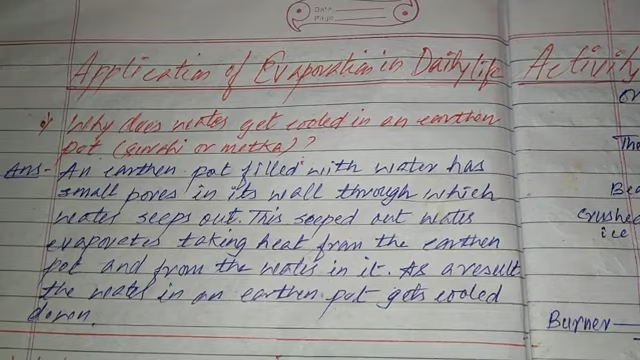 Date
Page
Application of Evaporation in Daily life
Activity
Why does water get cooled in an earthen
pot (surahi or matka)?
Ans- An earthen pot filled with water has
small pores in its wall through which
water seeps out. This seeped out water
evaporates taking heat from the earthen
pot and from the water in it. As a result
the water in an earthen pot gets cooled
down.
or
The
Bea
crushed
ice
Burner